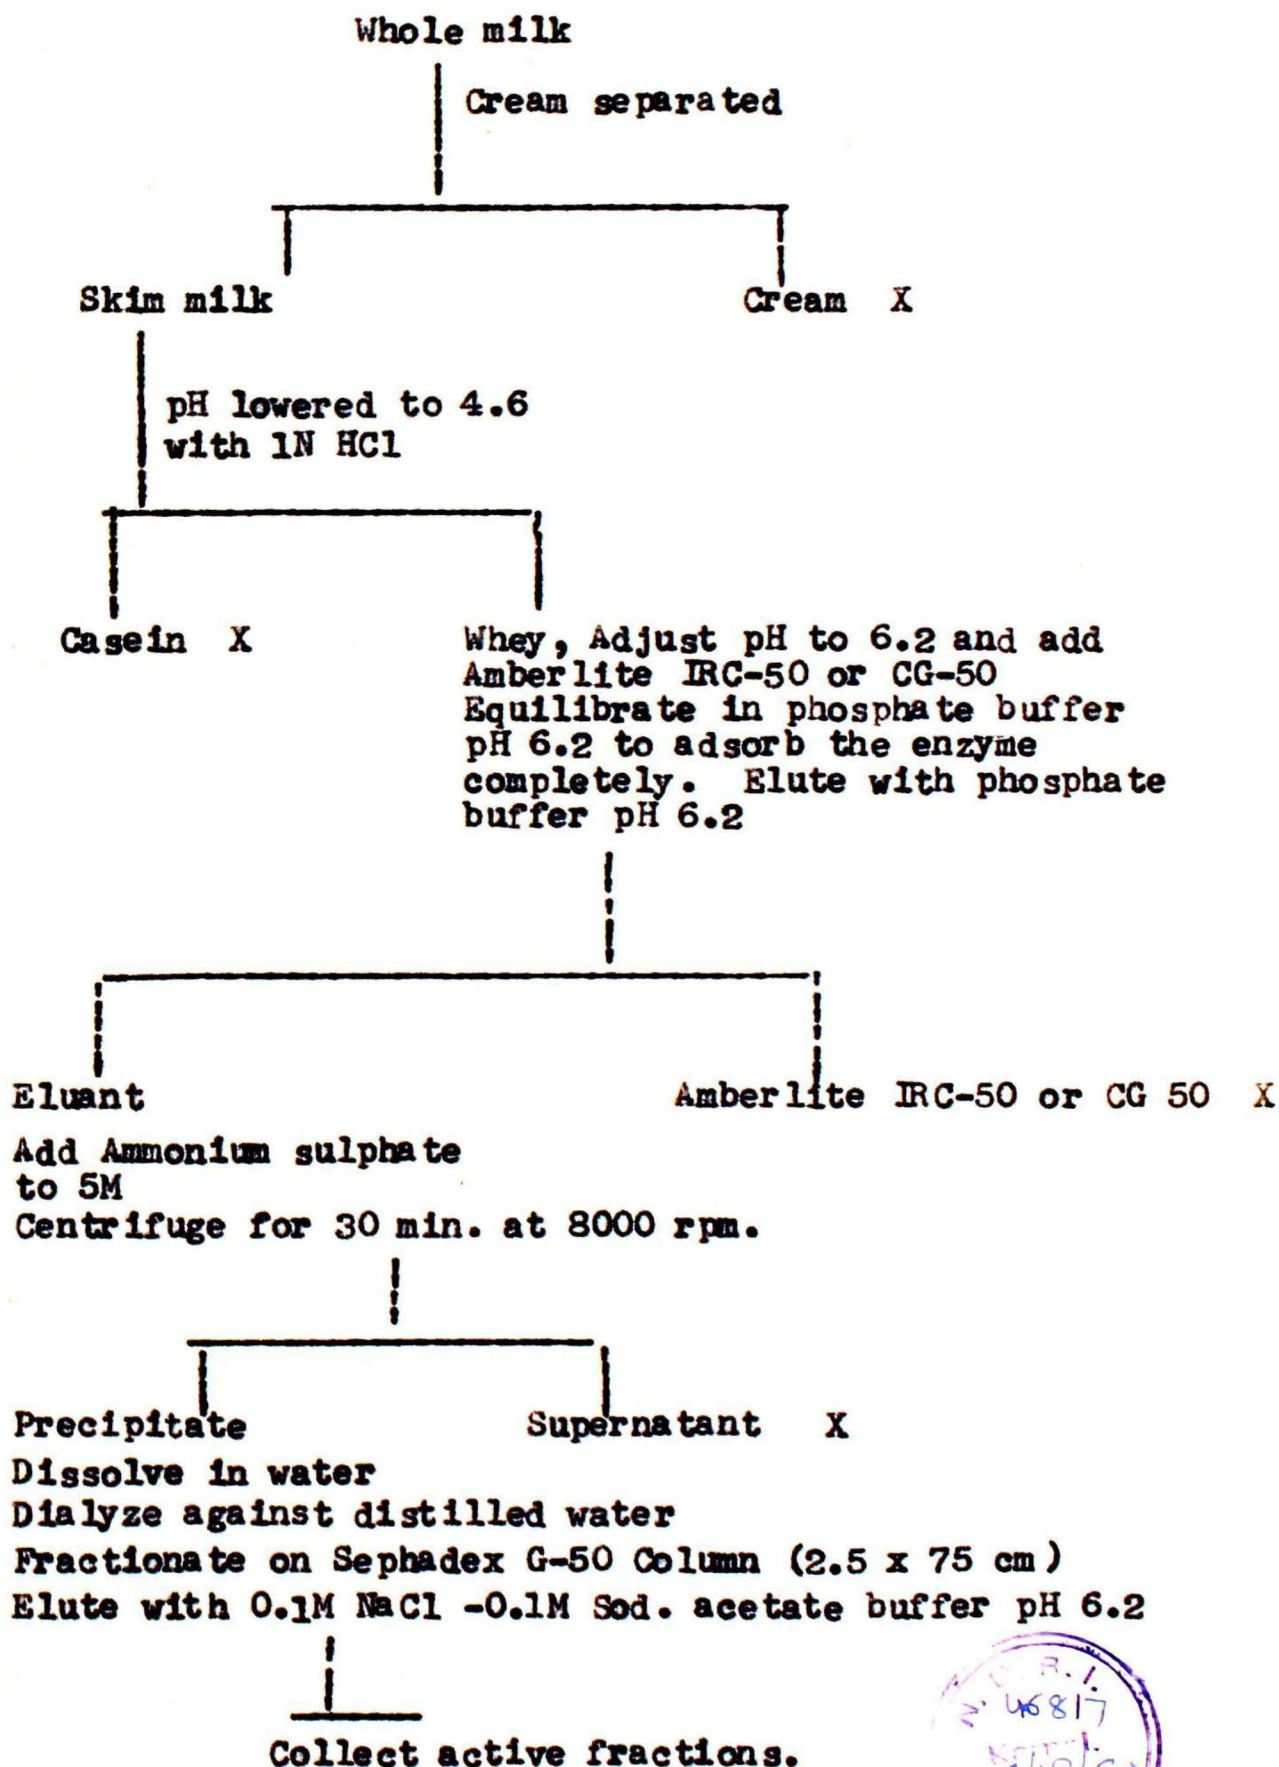 Whole milk
Cream separated
Skim milk
Cream X
pH lowered to 4.6
with 1N HCl
Casein X
Whey, Adjust pH to 6.2 and add
Amberlite IRC-50 or CG-50
Equilibrate in phosphate buffer
pH 6.2 to adsorb the enzyme
completely. Elute with phosphate
buffer pH 6.2
Eluant
Amberlite IRC-50 or CG 50 X
Add Ammonium sulphate
to 5M
Centrifuge for 30 min. at 8000 rpm.
Precipitate
Supernatant X
Dissolve in water
Dialyze against distilled water
Fractionate on Sephadex G-50 Column (2.5 x 75 cm)
Elute with 0.1M NaCl -0.1M Sod. acetate buffer pH 6.2
N. D. R. I.
46817
Collect active fractions.